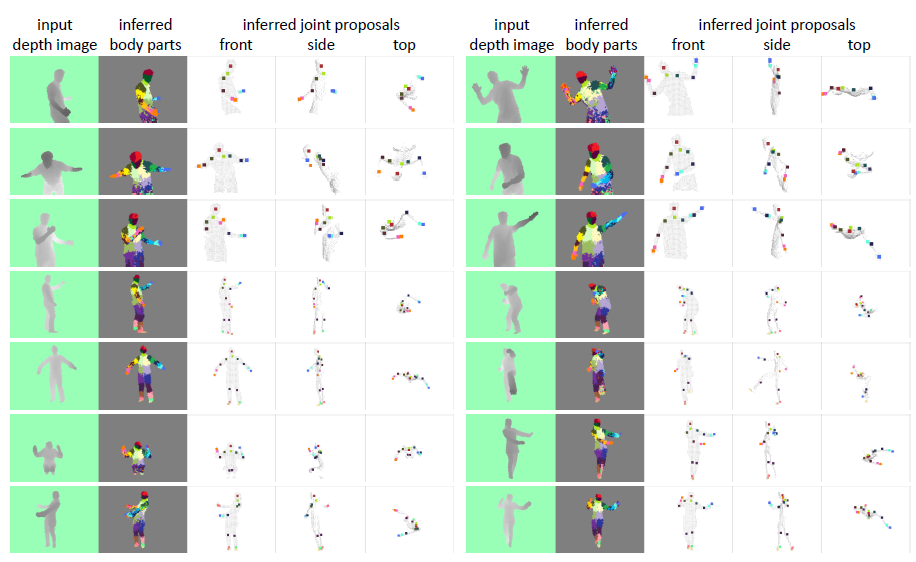 input inferred inferred joint proposals input inferred inferred joint proposals
depth image body parts front side top depth image body parts front side top